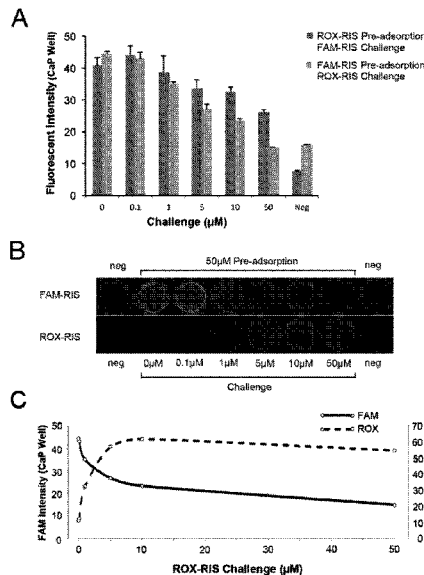 A
ROX-RIS Pre-adsorption
FAM-RIS Challenge
FAM-RIS Pre-adsorption
ROX-RIS Challenge
Fluorescent Intensity (CaP Well)
50
40
30
20
10
0
0 0.1 1 5 10 50 Neg
Challenge (μM)
B
50μM Pre-adsorption
neg neg
FAM-RIS
ROX-RIS
neg 0μM 0.1μM 1μM 5μM 10μM 50μM neg
Challenge
C
FAM
ROX
FAM Intensity (CaP Well)
50
40
30
20
10
0
70
60
50
40
30
20
10
0
0 10 20 30 40 50
ROX-RIS Challenge (μM)